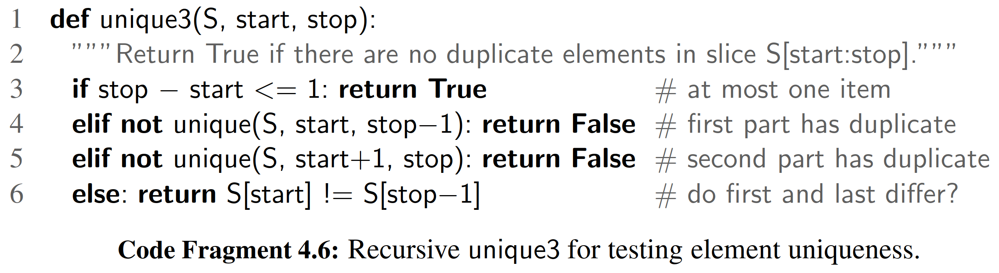 1 def unique3(S, start, stop):
2 """Return True if there are no duplicate elements in slice S[start:stop]."""
3 if stop − start <= 1: return True # at most one item
4 elif not unique(S, start, stop−1): return False # first part has duplicate
5 elif not unique(S, start+1, stop): return False # second part has duplicate
6 else: return S[start] != S[stop−1] # do first and last differ?
Code Fragment 4.6: Recursive unique3 for testing element uniqueness.